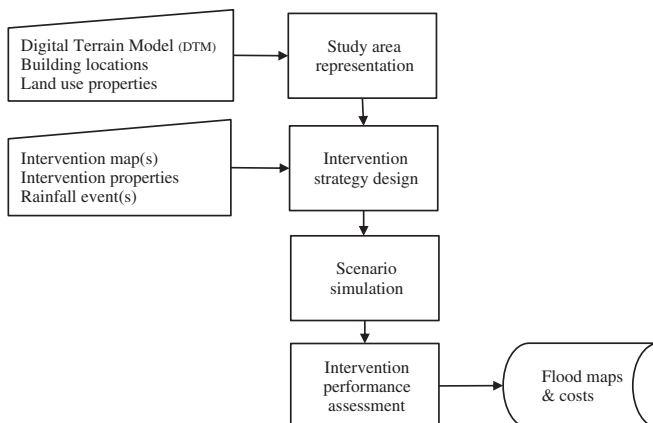 Digital Terrain Model (DTM)
Building locations
Land use properties
Study area
representation
Intervention map(s)
Intervention properties
Rainfall event(s)
Intervention
strategy design
Scenario
simulation
Intervention
performance
assessment
Flood maps
& costs